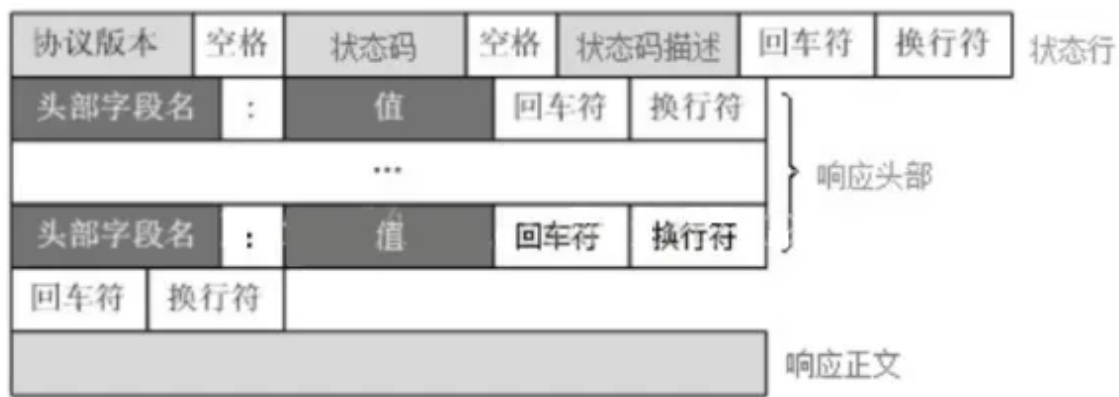 协议版本 空格 状态码 空格 状态码描述 回车符 换行符 状态行
头部字段名 : 值 回车符 换行符
... 响应头部
头部字段名 : 值 回车符 换行符
回车符 换行符
响应正文